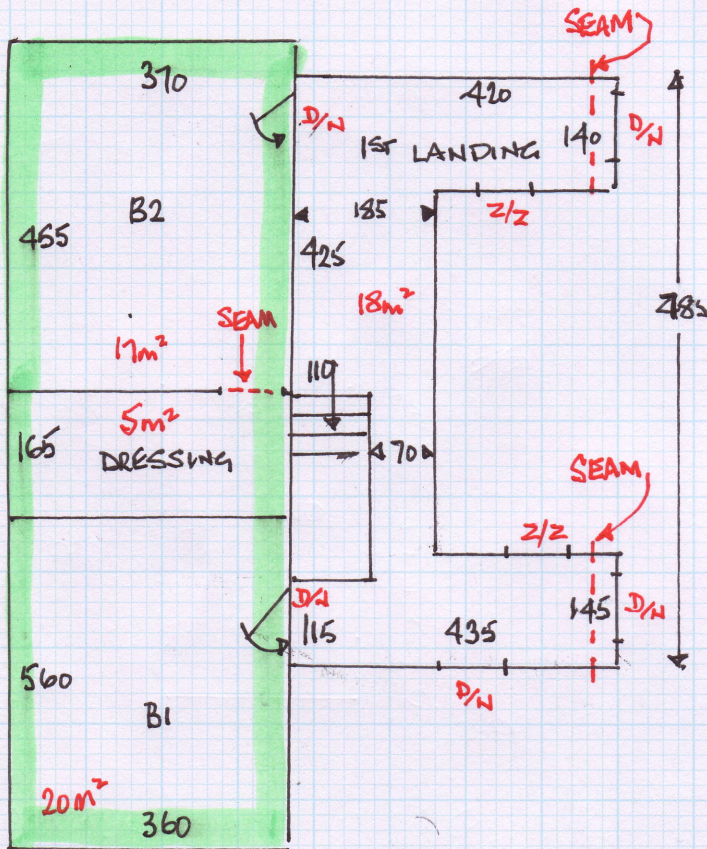 SEAM
370
420
D/N
1ST LANDING
140
D/N
B2
185
Z/Z
455
425
485
18m²
SEAM
17m²
110
5m²
165
DRESSING
70
SEAM
Z/Z
D/N
115
435
145
D/N
560
D/N
B1
20m²
360